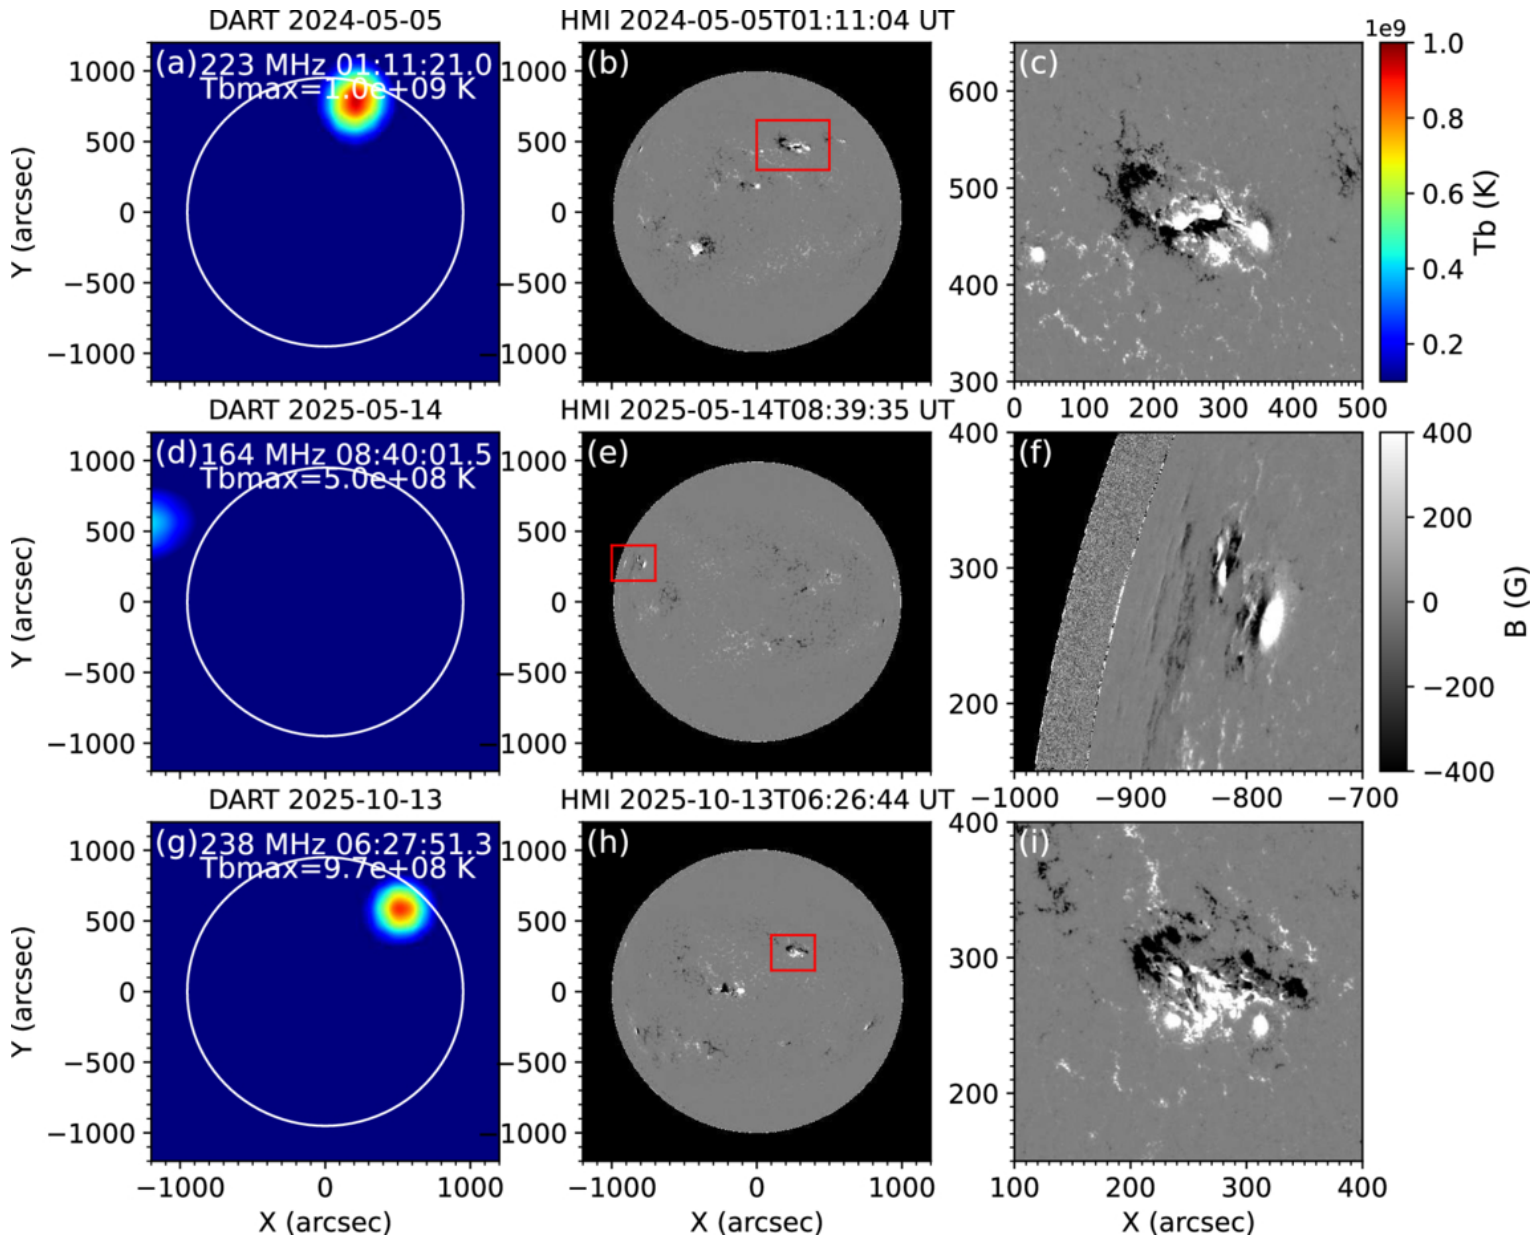 DART 2024-05-05
HMI 2024-05-05T01:11:04 UT
1e9
(a) 223 MHz 01:11:21.0
Tbmax=1.0e+09 K
(b)
(c)
1000
500
0
−500
−1000
Y (arcsec)
1000
500
0
−500
−1000
600
500
400
300
0 100 200 300 400 500
1.0
0.8
0.6
0.4
0.2
Tb (K)
DART 2025-05-14
HMI 2025-05-14T08:39:35 UT
(d) 164 MHz 08:40:01.5
Tbmax=5.0e+08 K
(e)
(f)
1000
500
0
−500
−1000
Y (arcsec)
1000
500
0
−500
−1000
400
300
200
−1000 −900 −800 −700
400
200
0
−200
−400
B (G)
DART 2025-10-13
HMI 2025-10-13T06:26:44 UT
(g) 238 MHz 06:27:51.3
Tbmax=9.7e+08 K
(h)
(i)
1000
500
0
−500
−1000
Y (arcsec)
1000
500
0
−500
−1000
400
300
200
−1000 0 1000
−1000 0 1000
100 200 300 400
X (arcsec)
X (arcsec)
X (arcsec)